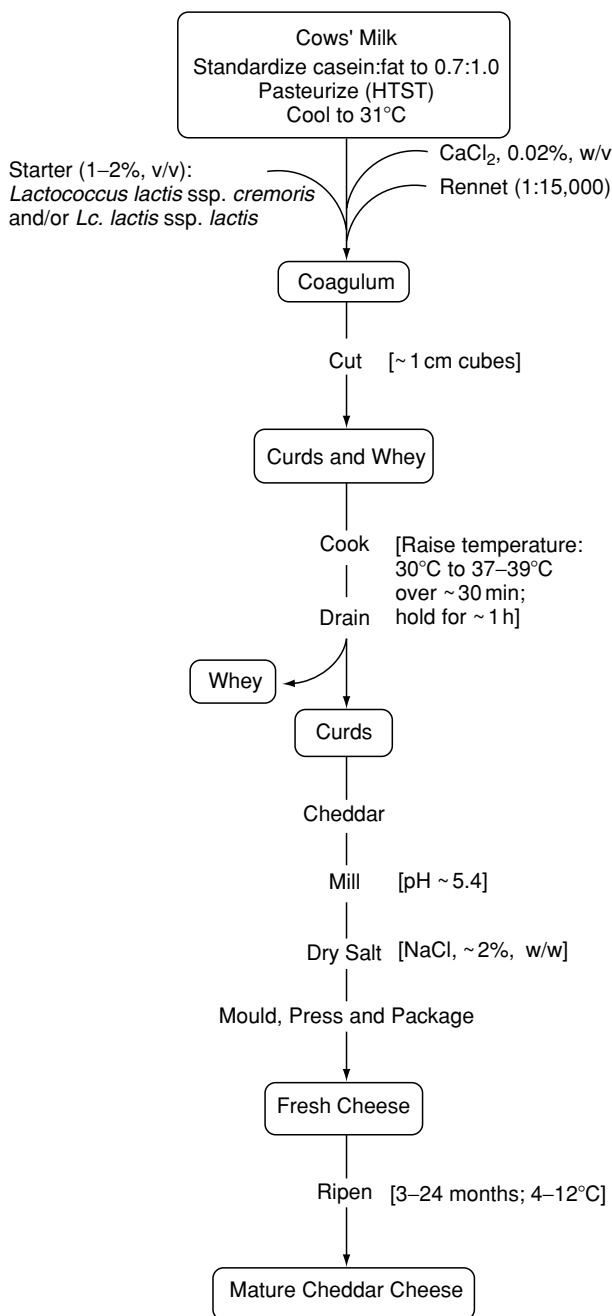 Cows' Milk
Standardize casein:fat to 0.7:1.0
Pasteurize (HTST)
Cool to 31°C
Starter (1–2%, v/v):
Lactococcus lactis ssp. cremoris
and/or Lc. lactis ssp. lactis
CaCl₂, 0.02%, w/v
Rennet (1:15,000)
Coagulum
Cut [~1 cm cubes]
Curds and Whey
Cook [Raise temperature:
30°C to 37–39°C
over ~30 min;
Drain hold for ~1 h]
Whey
Curds
Cheddar
Mill [pH ~5.4]
Dry Salt [NaCl, ~2%, w/w]
Mould, Press and Package
Fresh Cheese
Ripen [3–24 months; 4–12°C]
Mature Cheddar Cheese